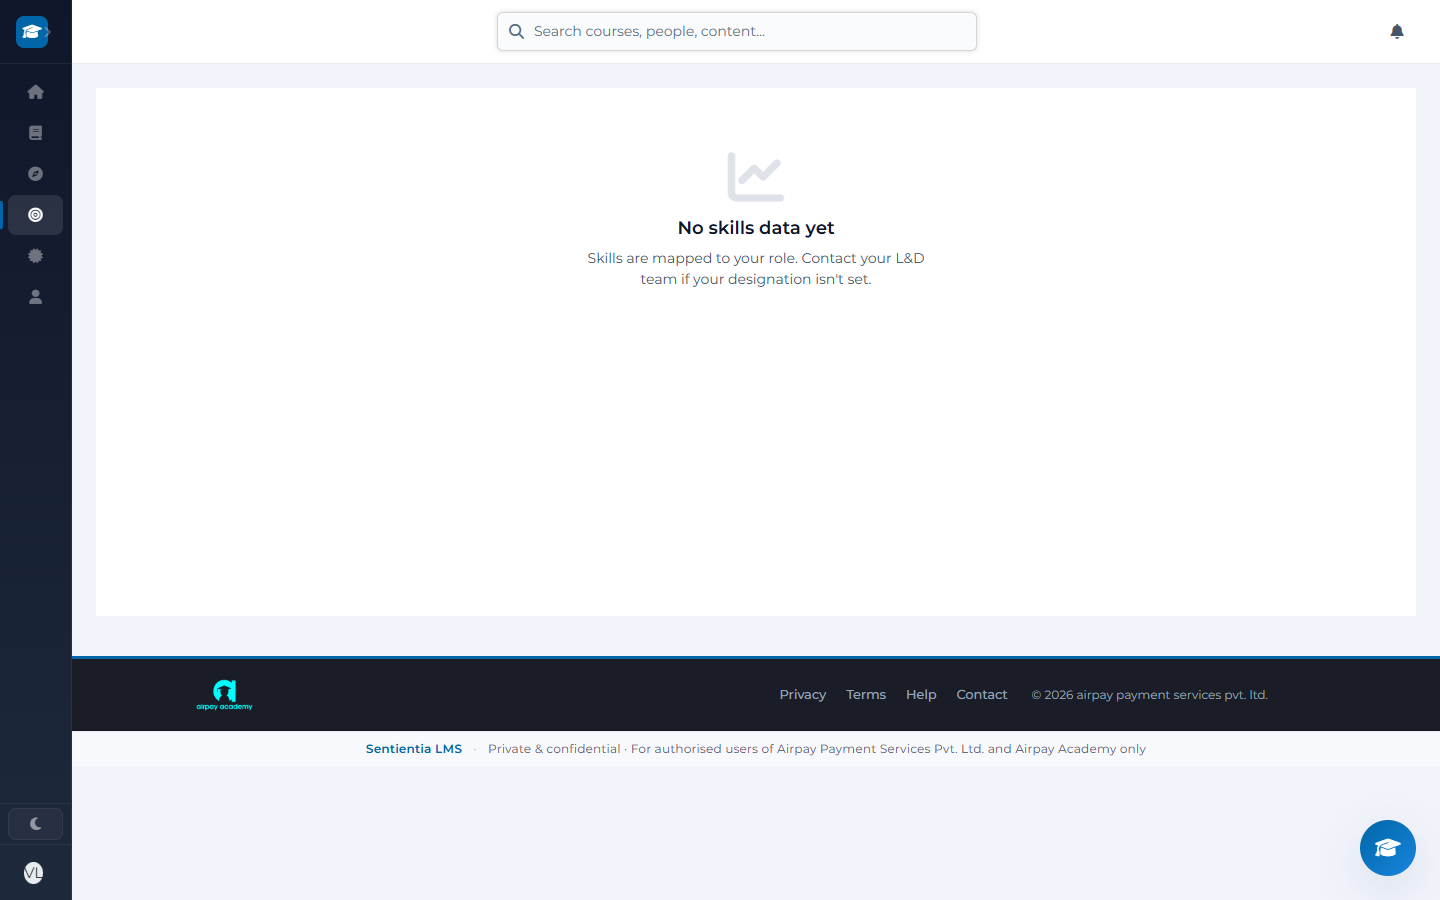 Search courses, people, content...
No skills data yet
Skills are mapped to your role. Contact your L&D
team if your designation isn't set.
airpay academy
Privacy Terms Help Contact © 2026 airpay payment services pvt. ltd.
Sentientia LMS · Private & confidential · For authorised users of Airpay Payment Services Pvt. Ltd. and Airpay Academy only
VL